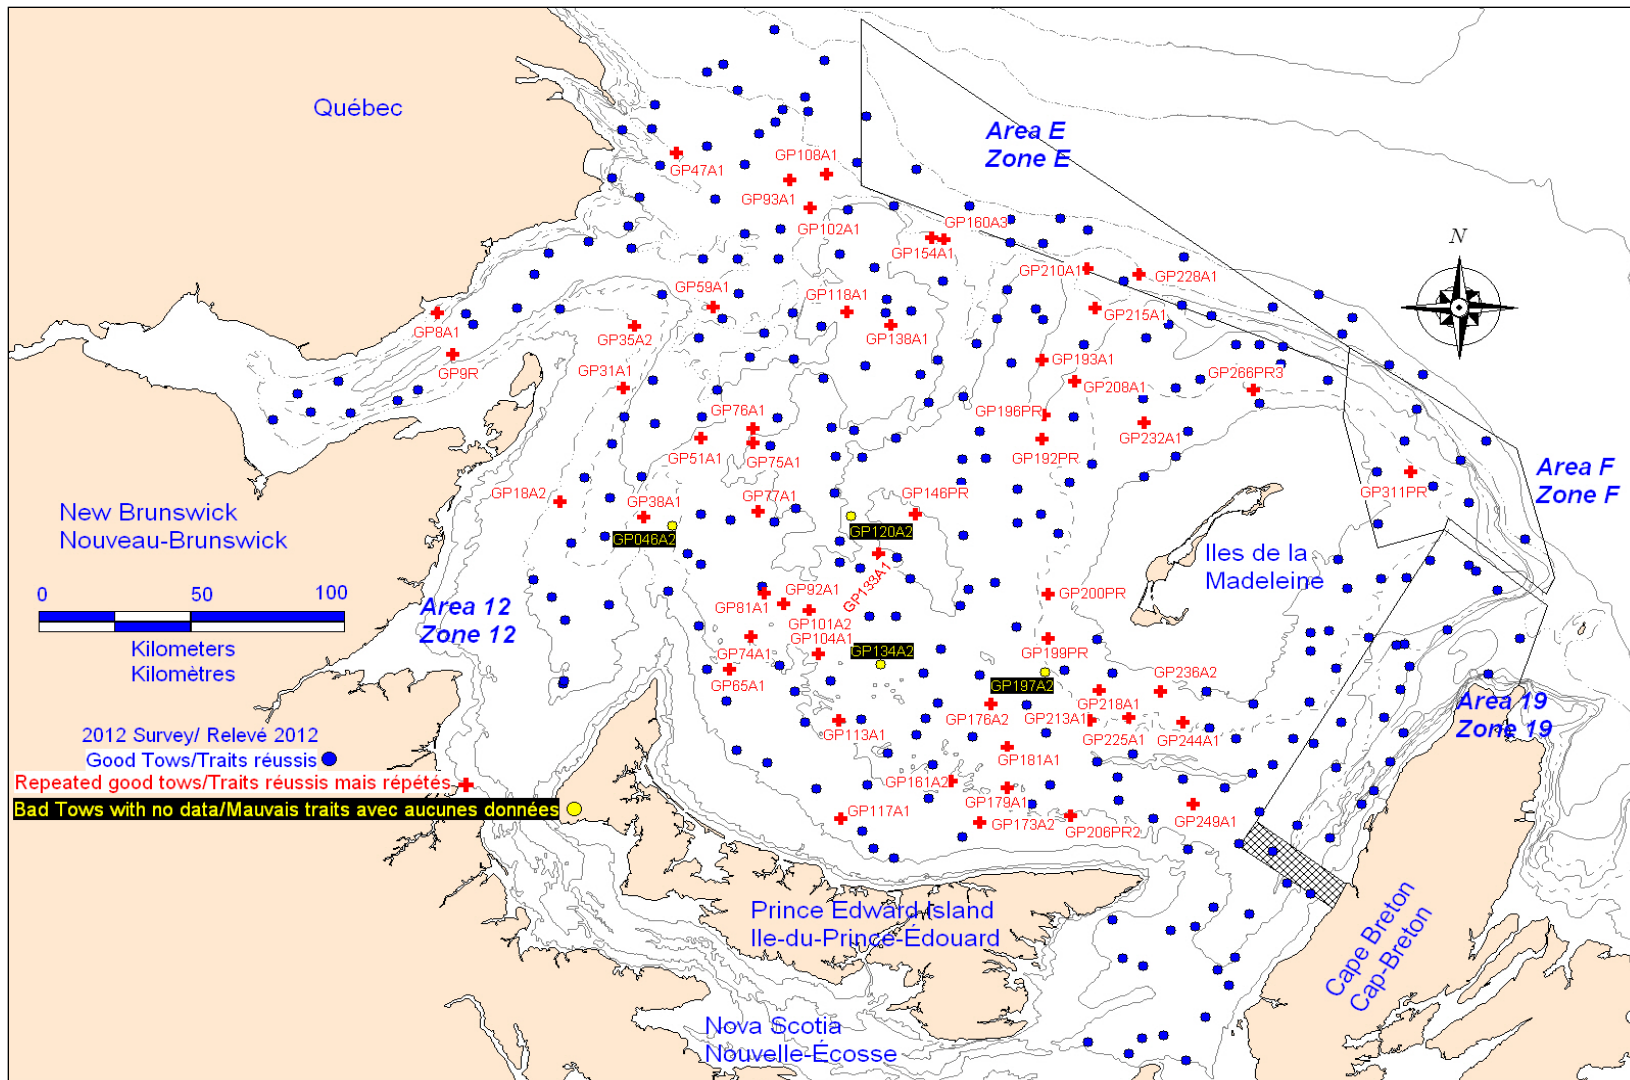 Québec
Area E
Zone E
GP108A1
GP47A1
GP93A1
GP102A1
GP160A3
GP154A1
N
GP210A1
GP228A1
GP59A1
GP118A1
GP215A1
GP8A1
GP35A2
GP138A1
GP9R
GP193A1
GP31A1
GP208A1
GP266PR3
GP76A1
GP196PR
GP51A1
GP75A1
GP232A1
GP192PR
Area F
Zone F
GP311PR
GP18A2
GP38A1
GP77A1
GP146PR
New Brunswick
Nouveau-Brunswick
GP046A2
GP120A2
Iles de la
Madeleine
GP133A1
0 50 100
Kilometers
Kilomètres
Area 12
Zone 12
GP92A1
GP81A1
GP101A2
GP104A1
GP200PR
GP74A1
GP134A2
GP199PR
GP65A1
GP197A2
GP236A2
GP218A1
GP176A2
GP213A1
GP225A1
GP244A1
Area 19
Zone 19
GP113A1
GP181A1
2012 Survey/ Relevé 2012
Good Tows/Traits réussis
Repeated good tows/Traits réussis mais répétés
Bad Tows with no data/Mauvais traits avec aucunes données
GP161A2
GP179A1
GP117A1
GP173A2
GP206PR2
GP249A1
Prince Edward Island
Ile-du-Prince-Édouard
Cape Breton
Cap-Breton
Nova Scotia
Nouvelle-Écosse